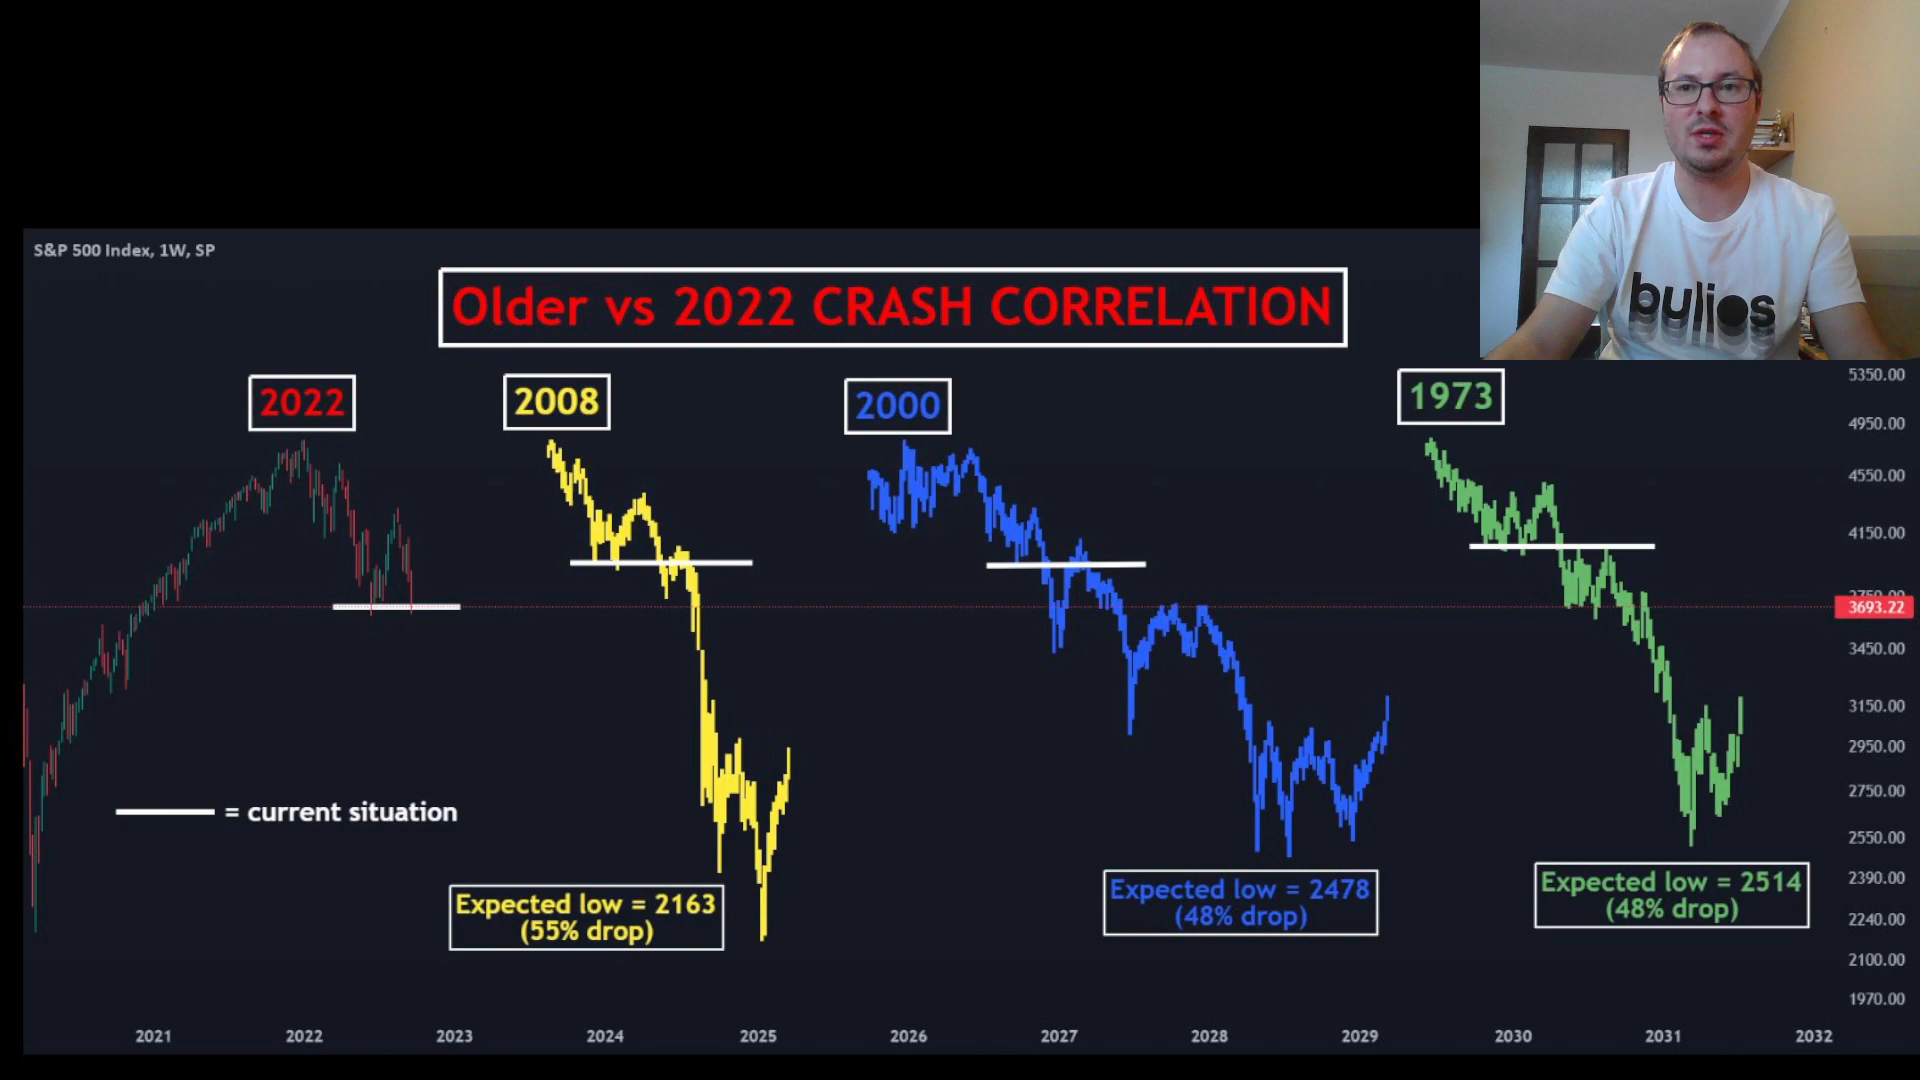 bulios
S&P 500 Index, 1W, SP
Older vs 2022 CRASH CORRELATION
2022
2008
2000
1973
5350.00
4950.00
4550.00
4150.00
3750.00
3693.22
3450.00
3150.00
2950.00
2750.00
2550.00
2390.00
2240.00
2100.00
1970.00
= current situation
Expected low = 2163
(55% drop)
Expected low = 2478
(48% drop)
Expected low = 2514
(48% drop)
2021 2022 2023 2024 2025 2026 2027 2028 2029 2030 2031 2032